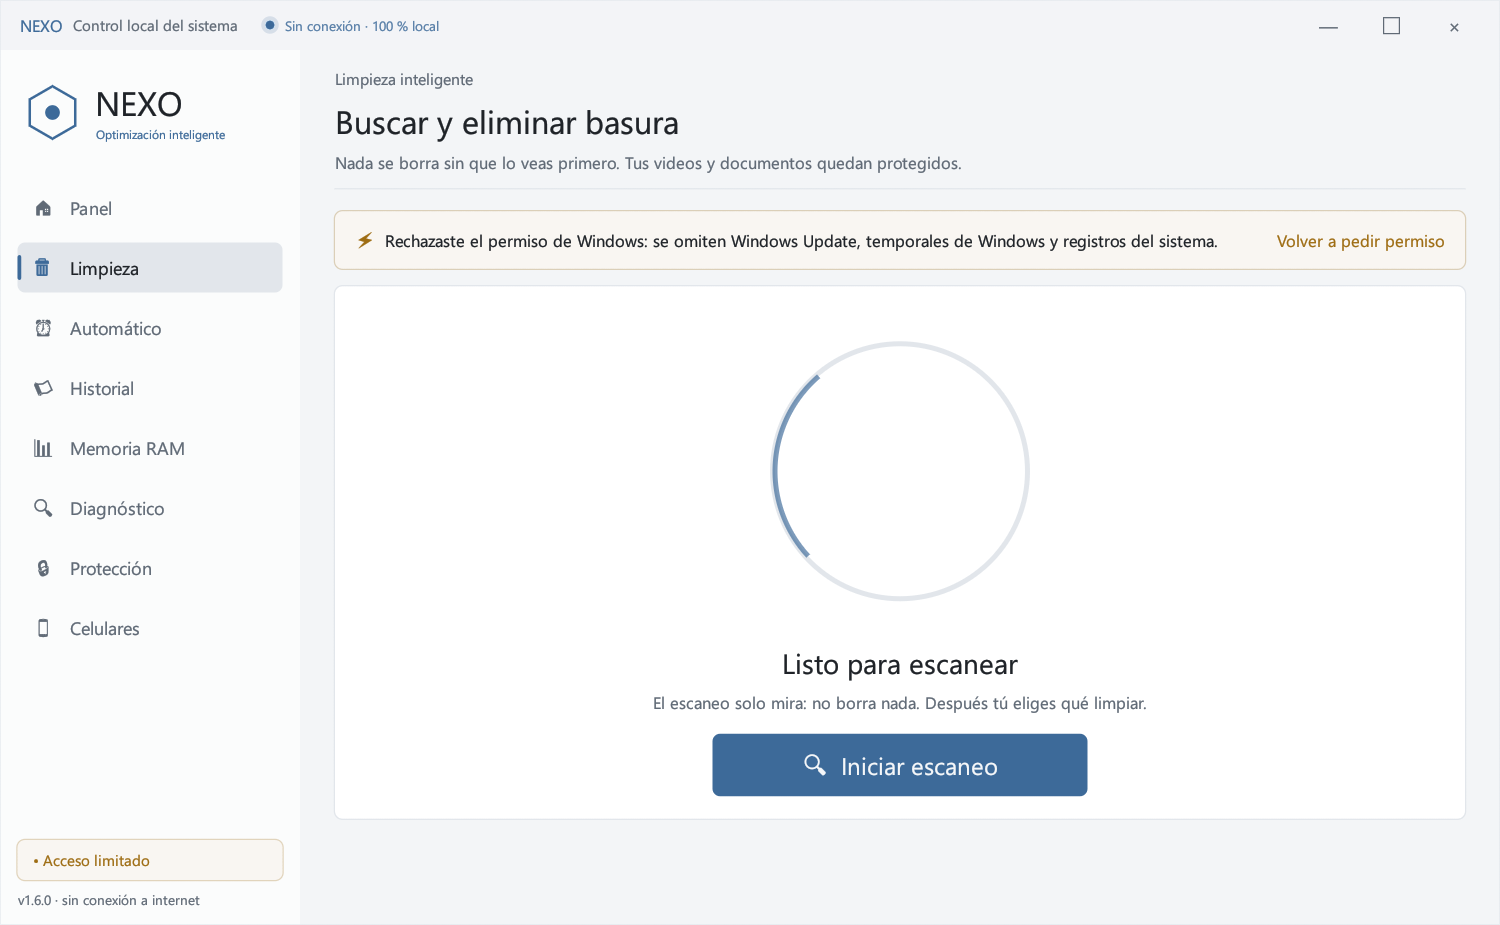 NEXO Control local del sistema Sin conexión · 100 % local
NEXO
Optimización inteligente
Panel
Limpieza
Automático
Historial
Memoria RAM
Diagnóstico
Protección
Celulares
• Acceso limitado
v1.6.0 · sin conexión a internet
Limpieza inteligente
Buscar y eliminar basura
Nada se borra sin que lo veas primero. Tus videos y documentos quedan protegidos.
Rechazaste el permiso de Windows: se omiten Windows Update, temporales de Windows y registros del sistema. Volver a pedir permiso
Listo para escanear
El escaneo solo mira: no borra nada. Después tú eliges qué limpiar.
Iniciar escaneo